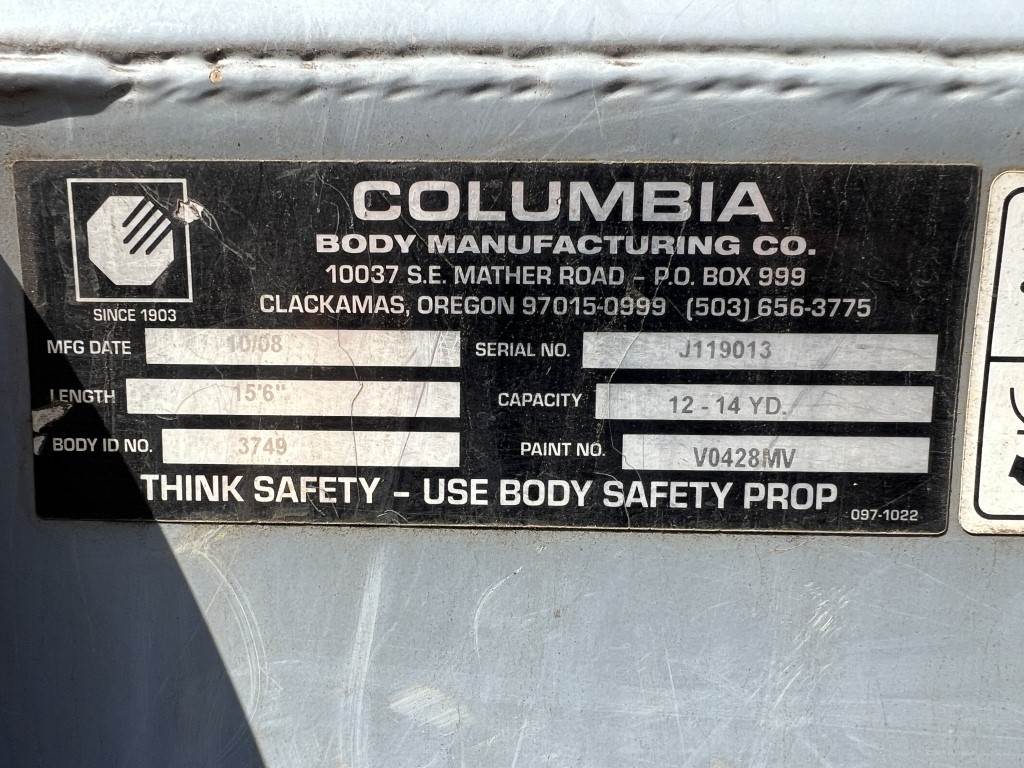 COLUMBIA
BODY MANUFACTURING CO.
10037 S.E. MATHER ROAD – P.O. BOX 999
CLACKAMAS, OREGON 97015-0999 (503) 656-3775
SINCE 1903
MFG DATE 10/08 SERIAL NO. J119013
LENGTH 15'6" CAPACITY 12 - 14 YD.
BODY ID NO. 3749 PAINT NO. V0428MV
THINK SAFETY – USE BODY SAFETY PROP
097-1022